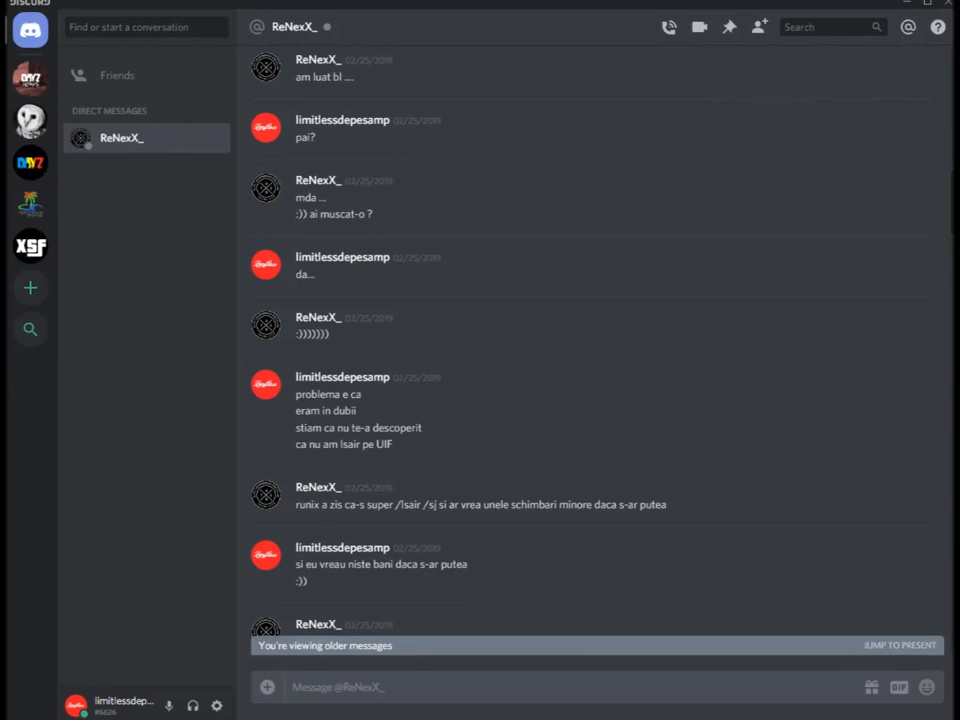 DISCORD
Find or start a conversation
Friends
DIRECT MESSAGES
ReNexX_
DAY7
DAY7
XSF
@ ReNexX_
Search
ReNexX_ 02/25/2019
am luat bl ....
limitlessdepesamp 02/25/2019
pai?
ReNexX_ 02/25/2019
mda ...
:)) ai muscat-o ?
limitlessdepesamp 02/25/2019
da...
ReNexX_ 02/25/2019
:)))))))
limitlessdepesamp 02/25/2019
problema e ca
eram in dubii
stiam ca nu te-a descoperit
ca nu am lsair pe UIF
ReNexX_ 02/25/2019
runix a zis ca-s super /lsair /sj si ar vrea unele schimbari minore daca s-ar putea
limitlessdepesamp 02/25/2019
si eu vreau niste bani daca s-ar putea
:))
ReNexX_ 02/25/2019
You're viewing older messages
JUMP TO PRESENT
Message @ReNexX_
GIF
limitlessdep...
#6626